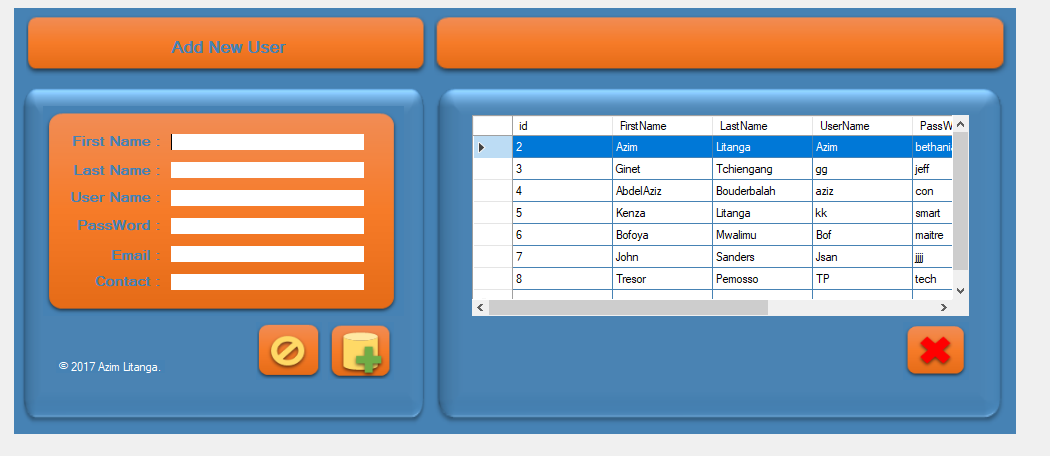 Add New User
First Name :
Last Name :
User Name :
PassWord :
Email :
Contact :
© 2017 Azim Litanga.
id FirstName LastName UserName PassW
2 Azim Litanga Azim bethani
3 Ginet Tchiengang gg jeff
4 AbdelAziz Bouderbalah aziz con
5 Kenza Litanga kk smart
6 Bofoya Mwalimu Bof maitre
7 John Sanders Jsan jjjj
8 Tresor Pemosso TP tech